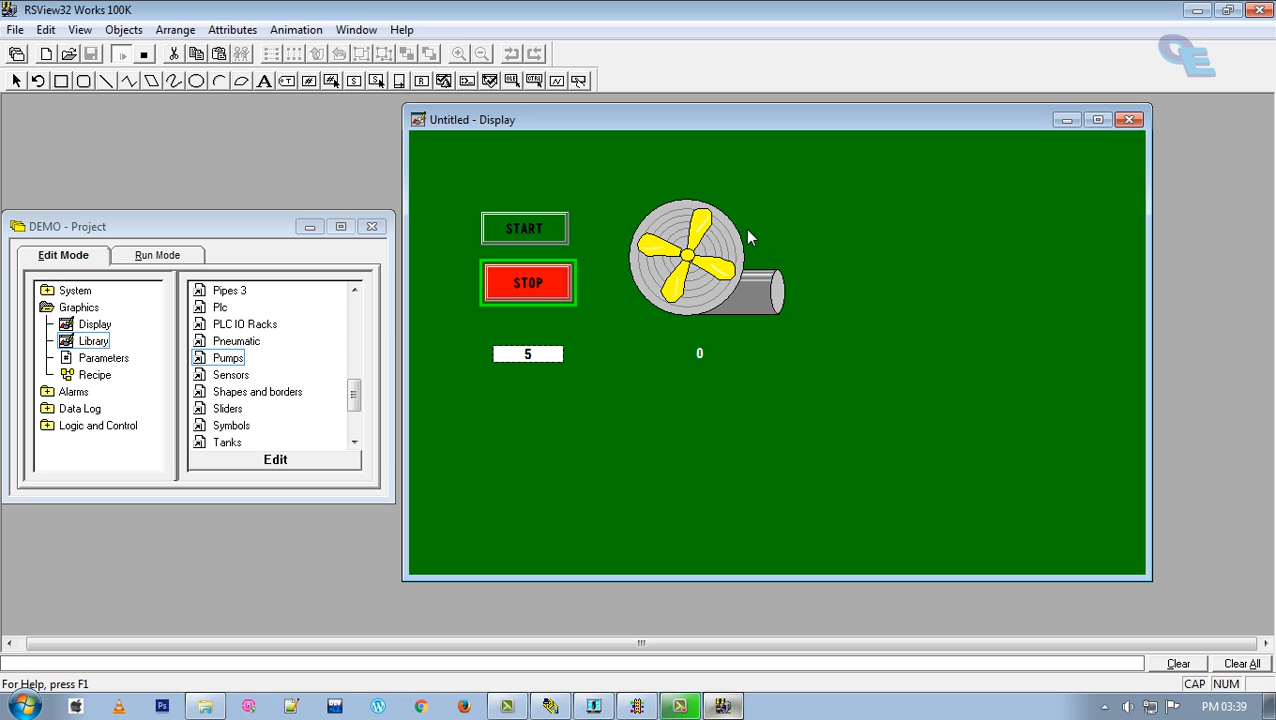 RSView32 Works 100K
File Edit View Objects Arrange Attributes Animation Window Help
Untitled - Display
START
STOP
5
0
DEMO - Project
Edit Mode
Run Mode
System
Graphics
Display
Library
Parameters
Recipe
Alarms
Data Log
Logic and Control
Pipes 3
Plc
PLC IO Racks
Pneumatic
Pumps
Sensors
Shapes and borders
Sliders
Symbols
Tanks
Edit
Clear
Clear All
For Help, press F1
CAP NUM
PM 03:39